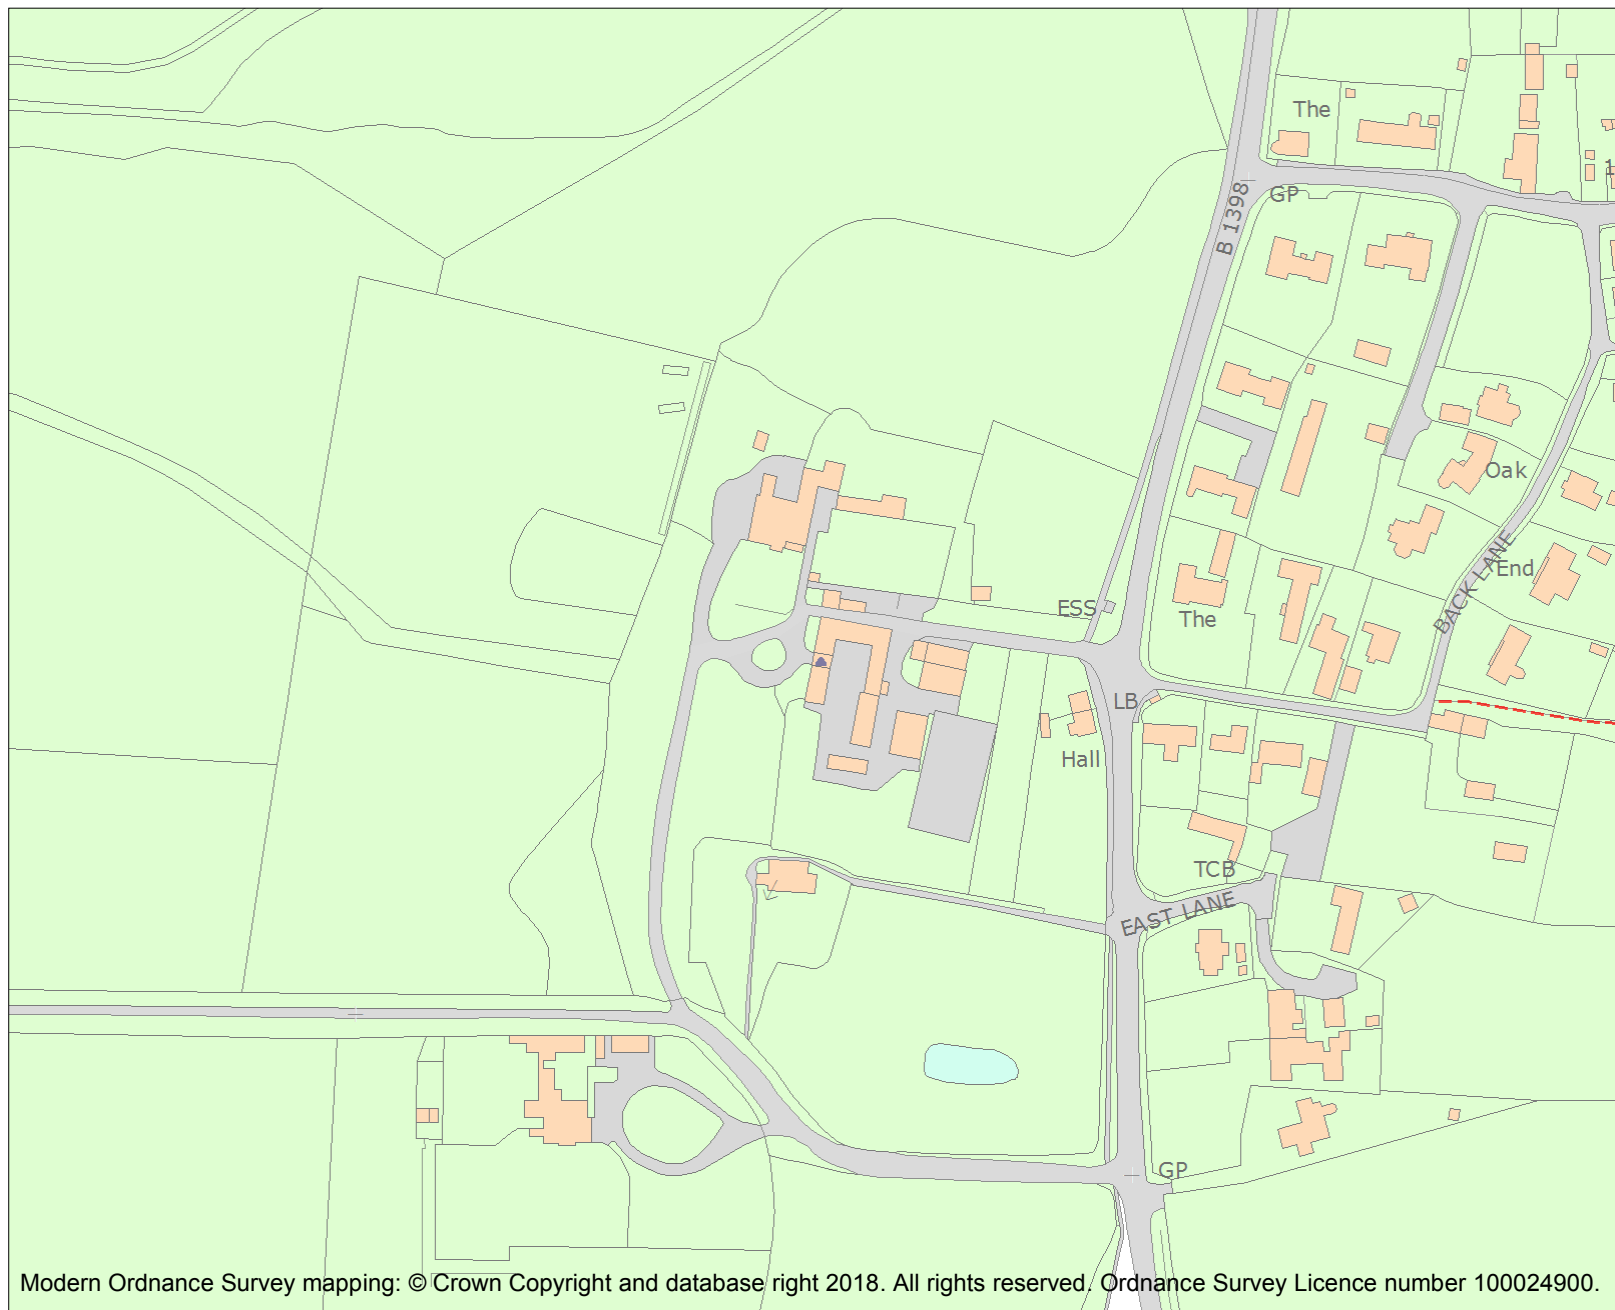 The
GP
B 1398
Oak
BACK LANE
End
ESS
The
LB
Hall
TCB
EAST LANE
GP
Modern Ordnance Survey mapping: © Crown Copyright and database right 2018. All rights reserved. Ordnance Survey Licence number 100024900.